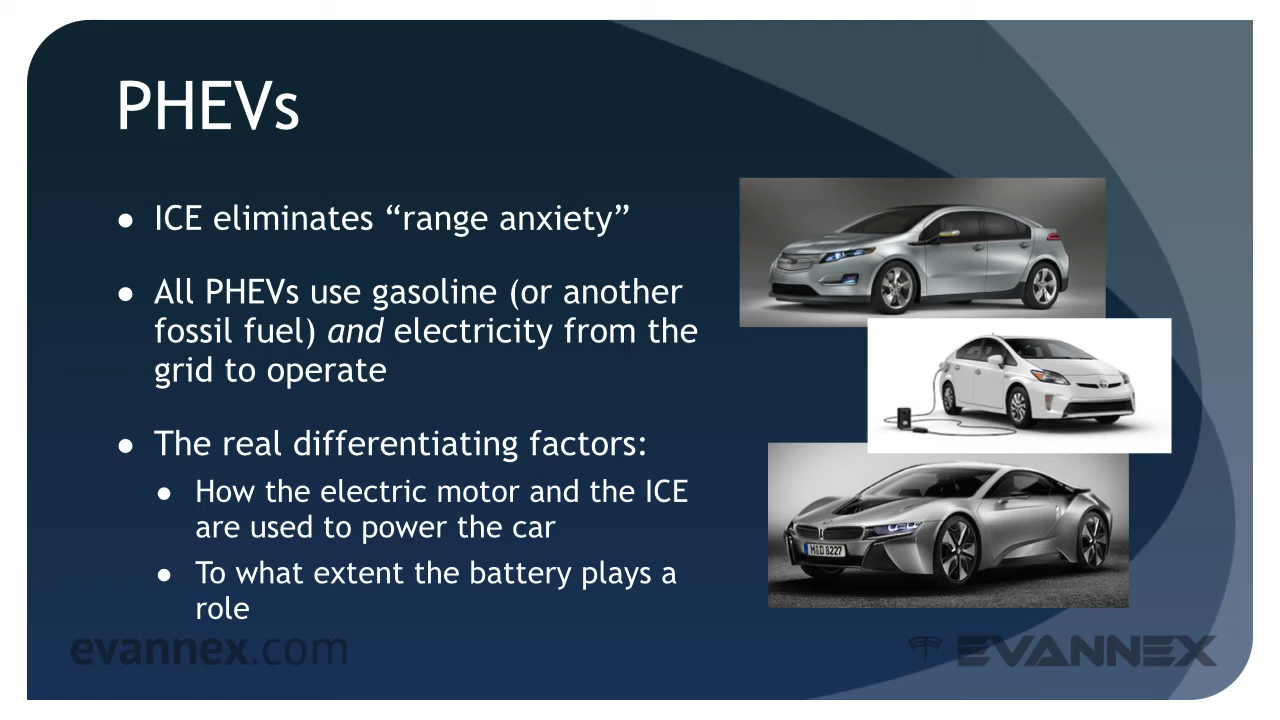 PHEVs
● ICE eliminates “range anxiety”
● All PHEVs use gasoline (or another
fossil fuel) and electricity from the
grid to operate
● The real differentiating factors:
● How the electric motor and the ICE
are used to power the car
● To what extent the battery plays a
role
M:D 8227
evannex.com
EVANNEX